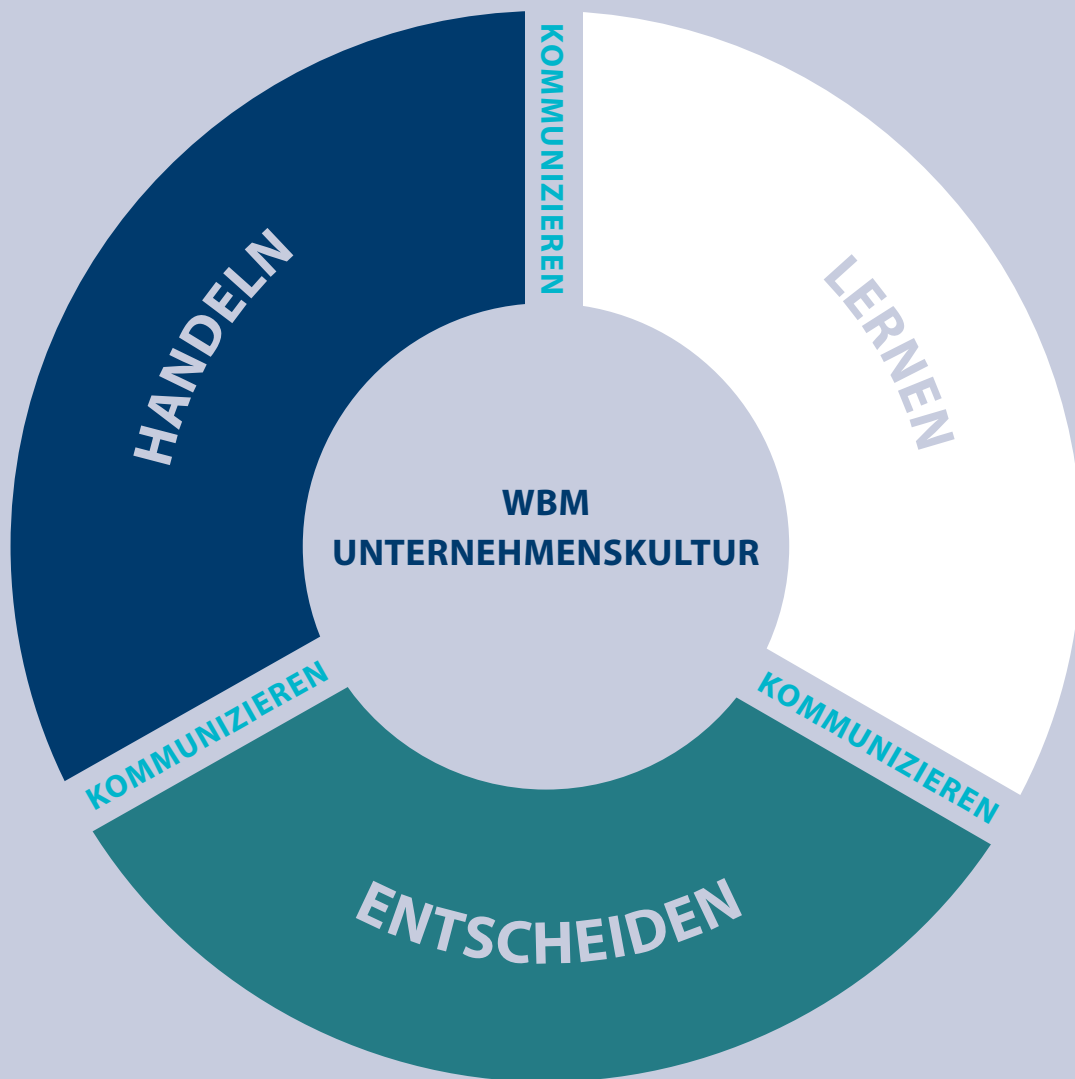 KOMMUNIZIEREN
HANDELN
LERNEN
WBM
UNTERNEHMENSKULTUR
KOMMUNIZIEREN
KOMMUNIZIEREN
ENTSCHEIDEN